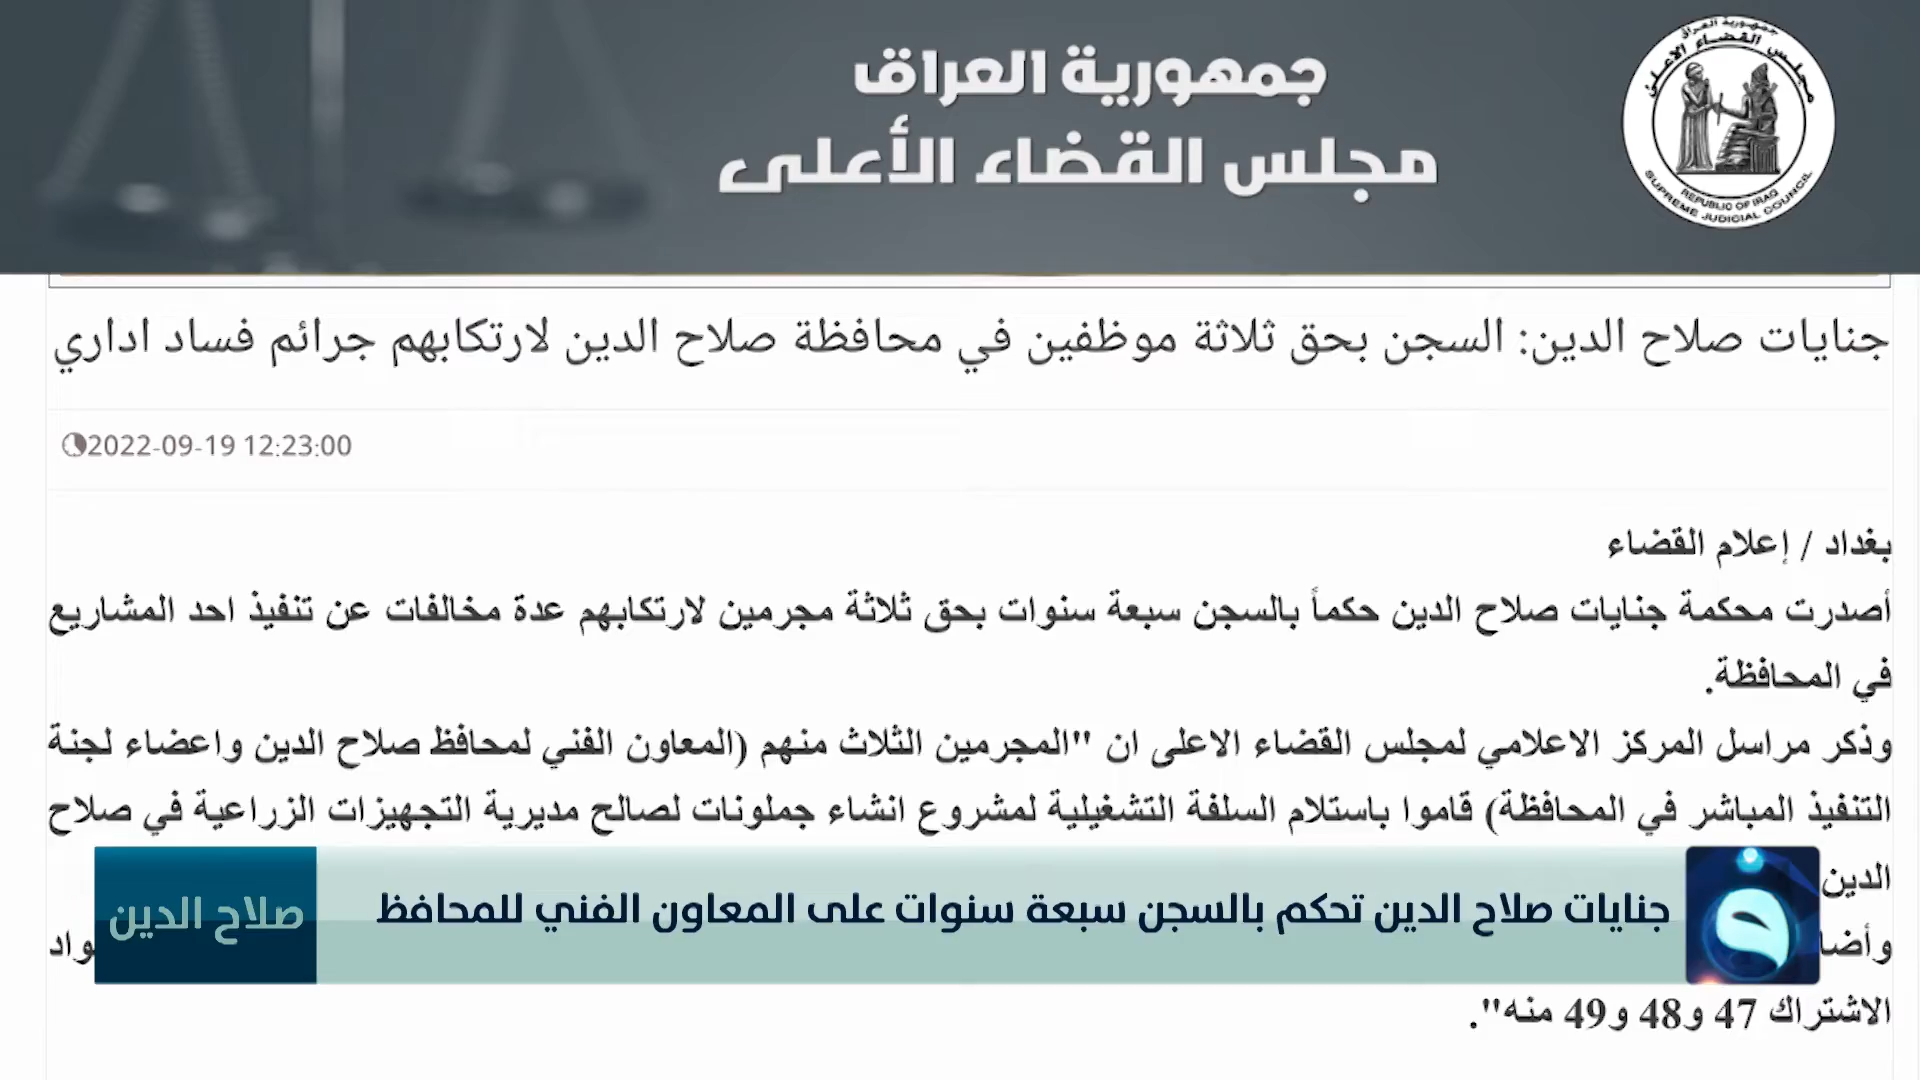 جمهورية العراق
مجلس القضاء الأعلى
جمهورية العراق
مجلس القضاء الاعلى
REPUBLIC OF IRAQ
SUPREME JUDICIAL COUNCIL
جنايات صلاح الدين: السجن بحق ثلاثة موظفين في محافظة صلاح الدين لارتكابهم جرائم فساد اداري
2022-09-19 12:23:00
بغداد / إعلام القضاء
أصدرت محكمة جنايات صلاح الدين حكماً بالسجن سبعة سنوات بحق ثلاثة مجرمين لارتكابهم عدة مخالفات عن تنفيذ احد المشاريع
في المحافظة.
وذكر مراسل المركز الاعلامي لمجلس القضاء الاعلى ان "المجرمين الثلاث منهم (المعاون الفني لمحافظ صلاح الدين واعضاء لجنة
التنفيذ المباشر في المحافظة) قاموا باستلام السلفة التشغيلية لمشروع انشاء جملونات لصالح مديرية التجهيزات الزراعية في صلاح
الدين
جنايات صلاح الدين تحكم بالسجن سبعة سنوات على المعاون الفني للمحافظ
صلاح الدين
الاشتراك 47 و48 و49 منه".